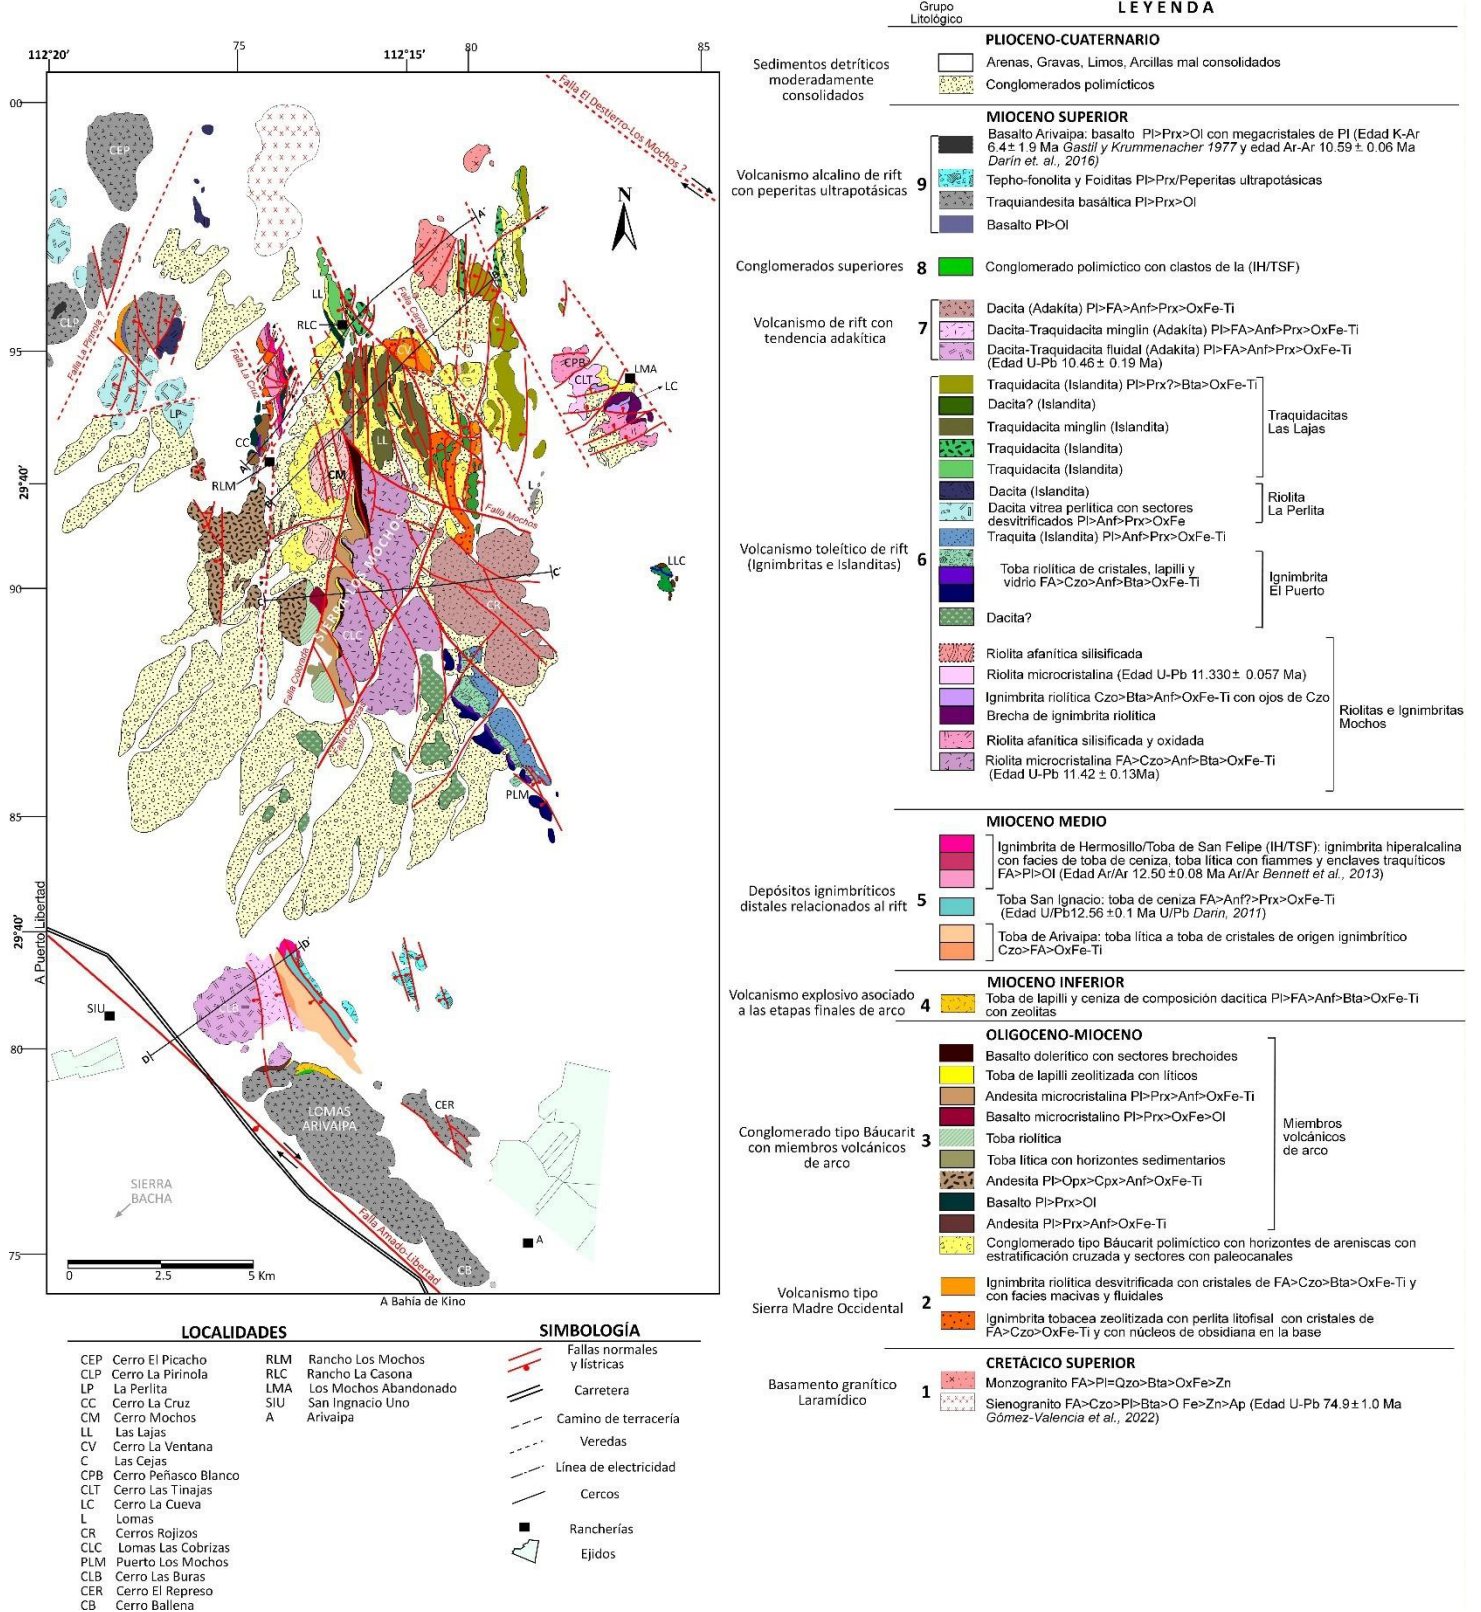 112°20'
75
112°15'
80
85
00
95
29°40'
90
85
29°40'
80
75
A Puerto Libertad
Falla El Destierro-Los Mochos ?
N
CEP
CLP
Falla La Pirinola ?
LP
Falla La Cruz
CC
RLM
LL
RLC
A'
CV
C
CPB
CLT
LMA
LC
LL
CM
L
Falla Mochos
SIERRA LOS MOCHOS
C'
CR
LLC
CLC
Falla Colorada
Falla Cobrizas
PLM
D'
SIU
CLB
D
LOMAS
ARIVAIPA
CER
SIERRA
BACHA
Falla Amado-Libertad
A
CB
0
2.5
5 Km
A Bahía de Kino
LOCALIDADES
CEP Cerro El Picacho
CLP Cerro La Pirinola
LP La Perlita
CC Cerro La Cruz
CM Cerro Mochos
LL Las Lajas
CV Cerro La Ventana
C Las Cejas
CPB Cerro Peñasco Blanco
CLT Cerro Las Tinajas
LC Cerro La Cueva
L Lomas
CR Cerros Rojizos
CLC Lomas Las Cobrizas
PLM Puerto Los Mochos
CLB Cerro Las Buras
CER Cerro El Represo
CB Cerro Ballena
RLM Rancho Los Mochos
RLC Rancho La Casona
LMA Los Mochos Abandonado
SIU San Ingnacio Uno
A Arivaipa
SIMBOLOGÍA
Fallas normales
y lístricas
Carretera
Camino de terracería
Veredas
Línea de electricidad
Cercos
Rancherías
Ejidos
Grupo
Litológico
LEYENDA
PLIOCENO-CUATERNARIO
Sedimentos detríticos
moderadamente
consolidados
Arenas, Gravas, Limos, Arcillas mal consolidados
Conglomerados polimícticos
MIOCENO SUPERIOR
Volcanismo alcalino de rift
con peperitas ultrapotásicas
9
Basalto Arivaipa: basalto Pl>Prx>Ol con megacristales de Pl (Edad K-Ar
6.4± 1.9 Ma Gastil y Krummenacher 1977 y edad Ar-Ar 10.59± 0.06 Ma
Darín et. al., 2016)
Tepho-fonolita y Foiditas Pl>Prx/Peperitas ultrapotásicas
Traquiandesita basáltica Pl>Prx>Ol
Basalto Pl>Ol
Conglomerados superiores
8
Conglomerado polimíctico con clastos de la (IH/TSF)
Volcanismo de rift con
tendencia adakítica
7
Dacita (Adakíta) Pl>FA>Anf>Prx>OxFe-Ti
Dacita-Traquidacita minglin (Adakíta) Pl>FA>Anf>Prx>OxFe-Ti
Dacita-Traquidacita fluidal (Adakíta) Pl>FA>Anf>Prx>OxFe-Ti
(Edad U-Pb 10.46± 0.19 Ma)
Volcanismo toleítico de rift
(Ignimbritas e Islanditas)
6
Traquidacita (Islandita) Pl>Prx?>Bta>OxFe-Ti
Dacita? (Islandita)
Traquidacita minglin (Islandita)
Traquidacita (Islandita)
Traquidacita (Islandita)
Traquidacitas
Las Lajas
Dacita (Islandita)
Dacita vitrea perlítica con sectores
desvitrificados Pl>Anf>Prx>OxFe
Riolita
La Perlita
Traquita (Islandita) Pl>Anf>Prx>OxFe-Ti
Toba riolítica de cristales, lapilli y
vidrio FA>Czo>Anf>Bta>OxFe-Ti
Dacita?
Ignimbrita
El Puerto
Riolita afanítica silisificada
Riolita microcristalina (Edad U-Pb 11.330± 0.057 Ma)
Ignimbrita riolítica Czo>Bta>Anf>OxFe-Ti con ojos de Czo
Brecha de ignimbrita riolítica
Riolita afanítica silisificada y oxidada
Riolita microcristalina FA>Czo>Anf>Bta>OxFe-Ti
(Edad U-Pb 11.42 ± 0.13Ma)
Riolitas e Ignimbritas
Mochos
MIOCENO MEDIO
Depósitos ignimbríticos
distales relacionados al rift
5
Ignimbrita de Hermosillo/Toba de San Felipe (IH/TSF): ignimbrita hiperalcalina
con facies de toba de ceniza, toba lítica con fiammes y enclaves traquíticos
FA>Pl>Ol (Edad Ar/Ar 12.50 ±0.08 Ma Ar/Ar Bennett et al., 2013)
Toba San Ignacio: toba de ceniza FA>Anf?>Prx>OxFe-Ti
(Edad U/Pb12.56 ±0.1 Ma U/Pb Darin, 2011)
Toba de Arivaipa: toba lítica a toba de cristales de origen ignimbrítico
Czo>FA>OxFe-Ti
MIOCENO INFERIOR
Volcanismo explosivo asociado
a las etapas finales de arco
4
Toba de lapilli y ceniza de composición dacitica Pl>FA>Anf>Bta>OxFe-Ti
con zeolitas
OLIGOCENO-MIOCENO
Conglomerado tipo Báucarit
con miembros volcánicos
de arco
3
Basalto dolerítico con sectores brechoides
Toba de lapilli zeolitizada con líticos
Andesita microcristalina Pl>Prx>Anf>OxFe-Ti
Basalto microcristalino Pl>Prx>OxFe>Ol
Toba riolítica
Toba lítica con horizontes sedimentarios
Andesita Pl>Opx>Cpx>Anf>OxFe-Ti
Basalto Pl>Prx>Ol
Andesita Pl>Prx>Anf>OxFe-Ti
Miembros
volcánicos
de arco
Conglomerado tipo Báucarit polimíctico con horizontes de areniscas con
estratificación cruzada y sectores con paleocanales
Volcanismo tipo
Sierra Madre Occidental
2
Ignimbrita riolítica desvitrificada con cristales de FA>Czo>Bta>OxFe-Ti y
con facies macivas y fluidales
Ignimbrita tobacea zeolitizada con perlita litofisal con cristales de
FA>Czo>OxFe-Ti y con núcleos de obsidiana en la base
CRETÁCICO SUPERIOR
Basamento granítico
Laramídico
1
Monzogranito FA>Pl=Qzo>Bta>OxFe>Zn
Sienogranito FA>Czo>Pl>Bta>O Fe>Zn>Ap (Edad U-Pb 74.9±1.0 Ma
Gómez-Valencia et al., 2022)